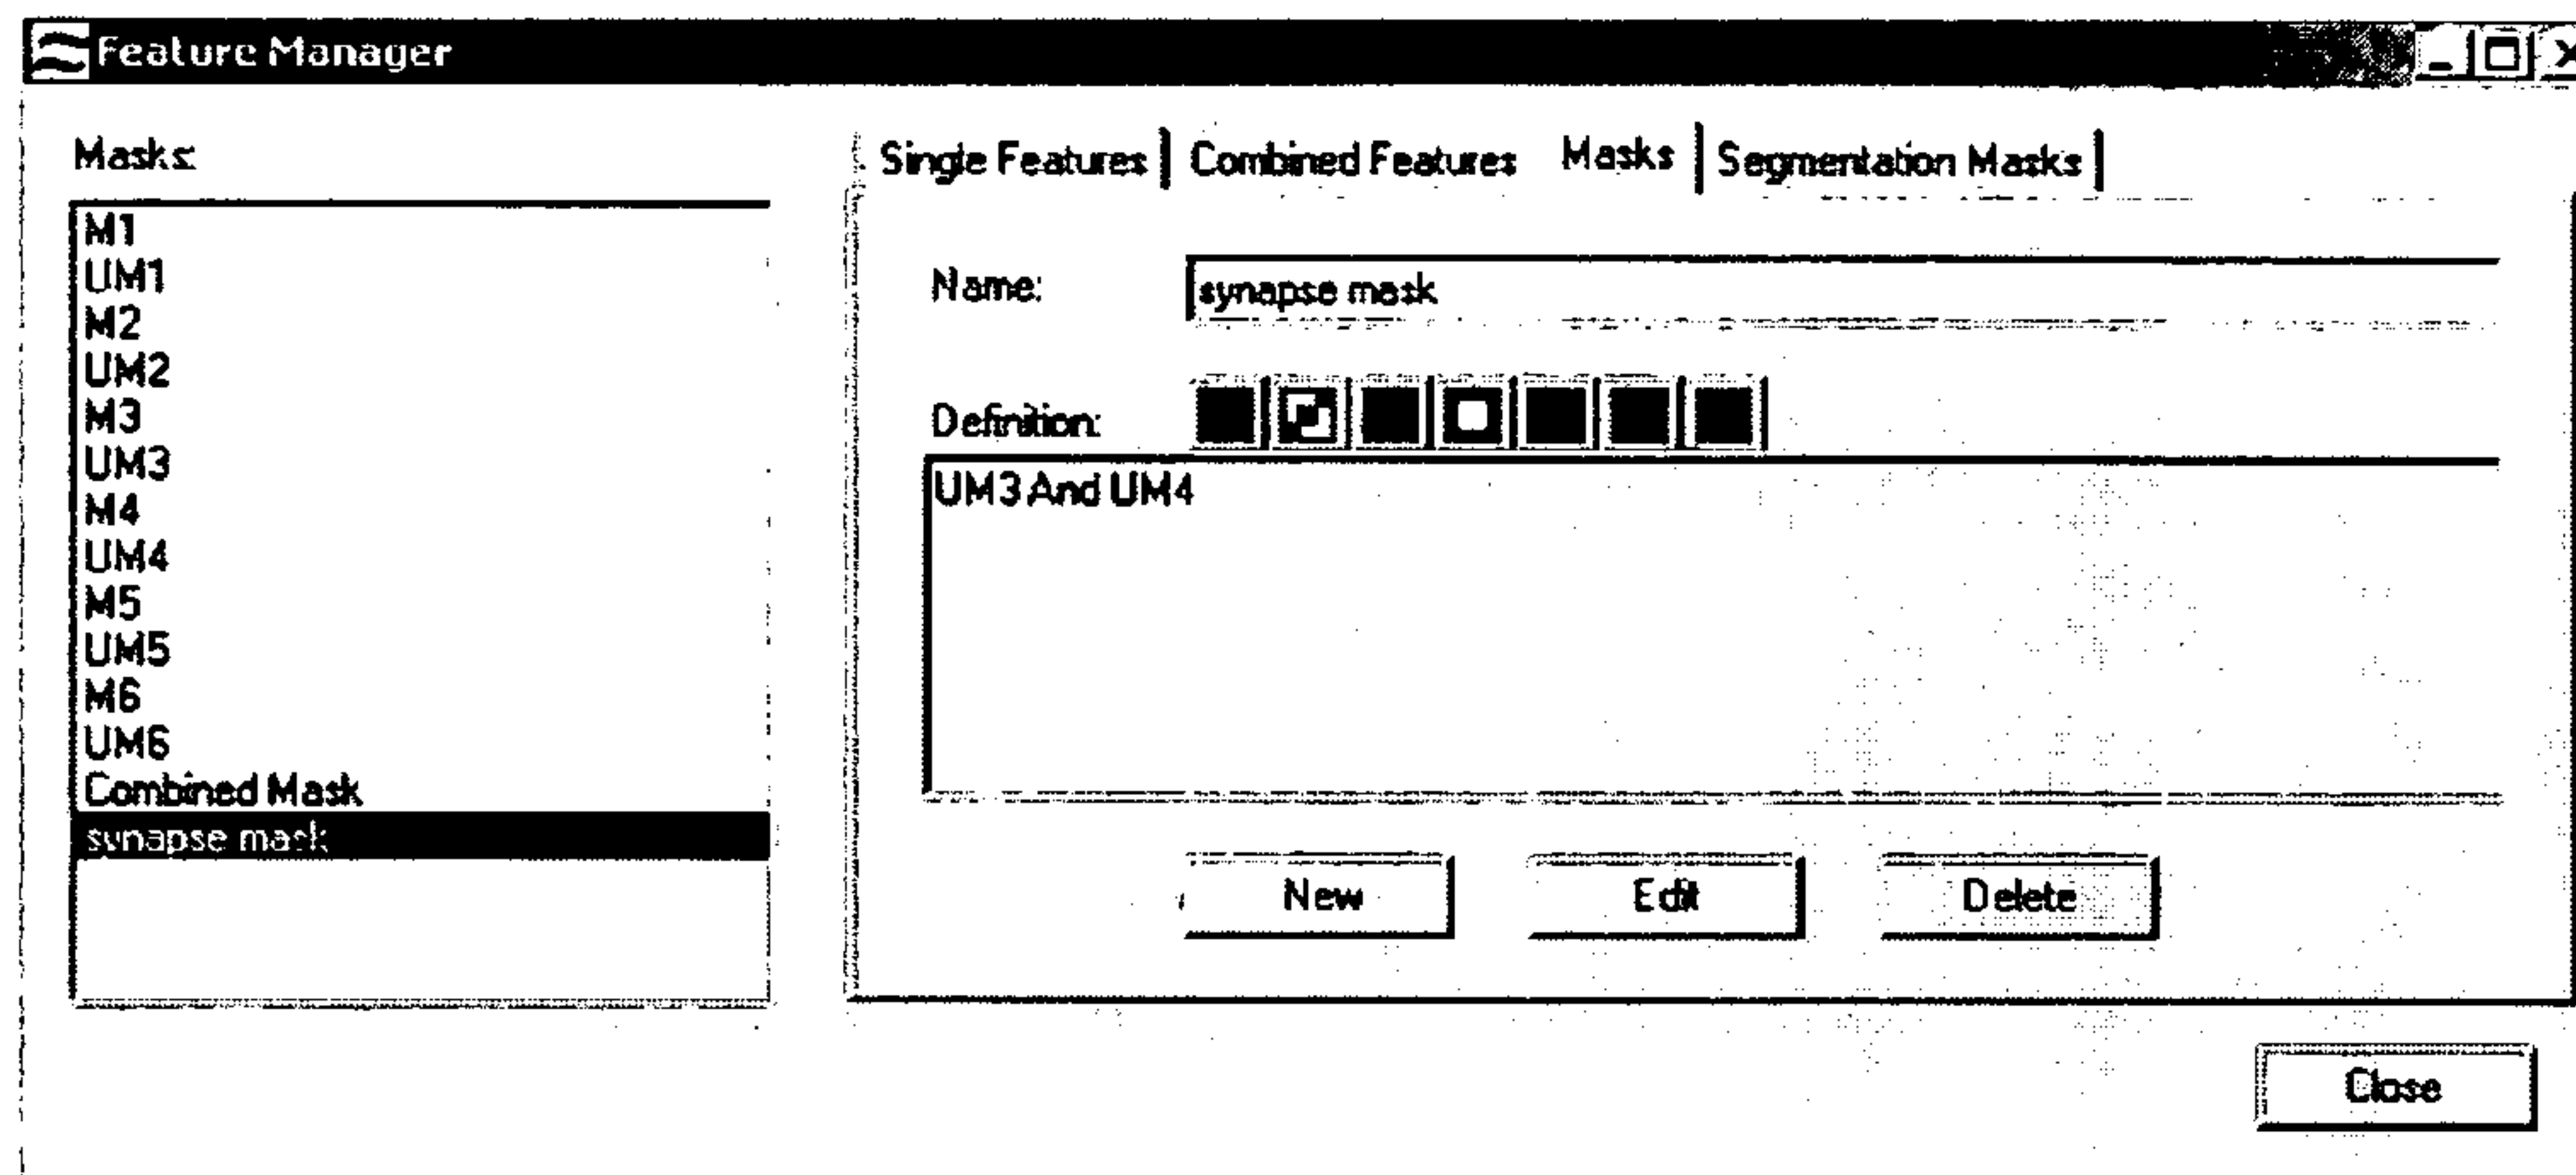 Feature Manager
Masks:
M1
UM1
M2
UM2
M3
UM3
M4
UM4
M5
UM5
M6
UM6
Combined Mask
synapse mask
Single Features Combined Features Masks Segmentation Masks
Name: synapse mask
Definition:
UM3 And UM4
New Edit Delete
Close